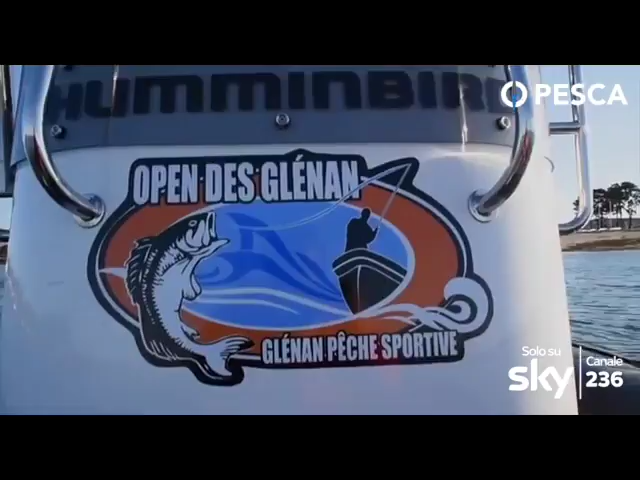 HUMMINBIRD
PESCA
OPEN DES GLÉNAN
GLÉNAN PÊCHE SPORTIVE
Solo su
sky
Canale
236